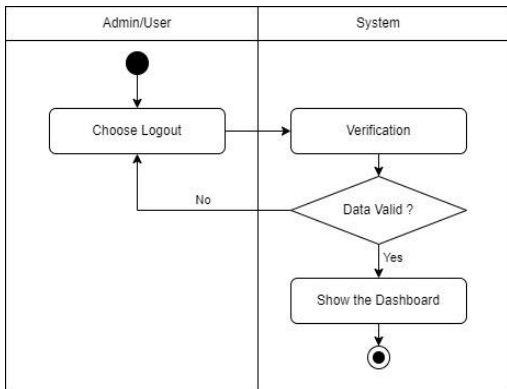 Admin/User
System
Choose Logout
Verification
No
Data Valid ?
Yes
Show the Dashboard